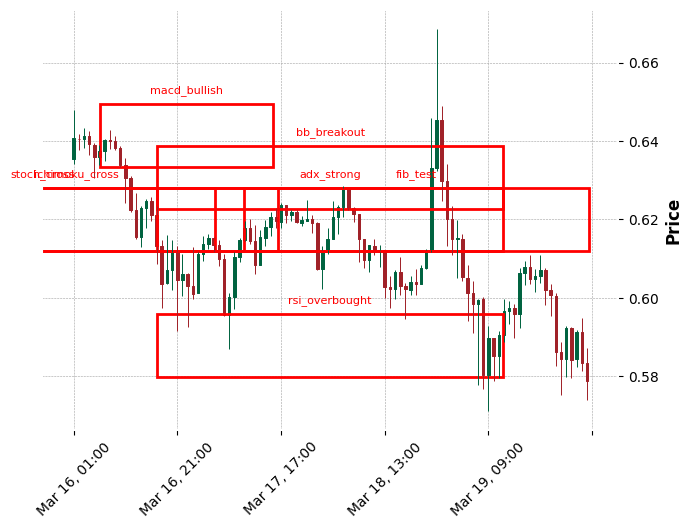 0.66
macd_bullish
bb_breakout
0.64
stoch_cross
ichimoku_cross
adx_strong
fib_test
0.62
Price
0.60
rsi_overbought
0.58
Mar 16, 01:00
Mar 16, 21:00
Mar 17, 17:00
Mar 18, 13:00
Mar 19, 09:00